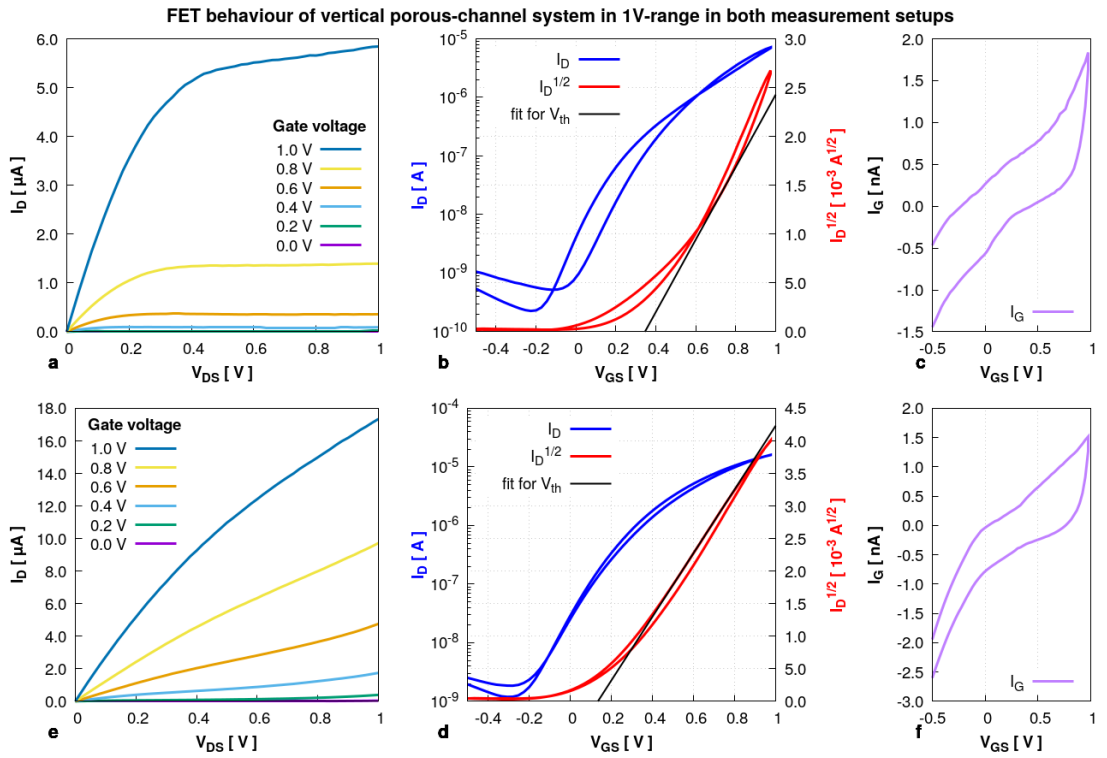 FET behaviour of vertical porous-channel system in 1V-range in both measurement setups
6.0
5.0
4.0
3.0
2.0
1.0
0.0
I_D [ µA ]
Gate voltage
1.0 V
0.8 V
0.6 V
0.4 V
0.2 V
0.0 V
0 0.2 0.4 0.6 0.8 1
a
V_DS [ V ]
10^-5
10^-6
10^-7
10^-8
10^-9
10^-10
I_D [ A ]
I_D
I_D^1/2
fit for V_th
3.0
2.5
2.0
1.5
1.0
0.5
0.0
I_D^1/2 [ 10^-3 A^1/2 ]
-0.4 -0.2 0 0.2 0.4 0.6 0.8 1
b
V_GS [ V ]
2.0
1.5
1.0
0.5
0.0
-0.5
-1.0
-1.5
I_G [ nA ]
I_G
-0.5 0 0.5 1
c
V_GS [ V ]
18.0
16.0
14.0
12.0
10.0
8.0
6.0
4.0
2.0
0.0
I_D [ µA ]
Gate voltage
1.0 V
0.8 V
0.6 V
0.4 V
0.2 V
0.0 V
0 0.2 0.4 0.6 0.8 1
e
V_DS [ V ]
10^-4
10^-5
10^-6
10^-7
10^-8
10^-9
I_D [ A ]
I_D
I_D^1/2
fit for V_th
4.5
4.0
3.5
3.0
2.5
2.0
1.5
1.0
0.5
0.0
I_D^1/2 [ 10^-3 A^1/2 ]
-0.4 -0.2 0 0.2 0.4 0.6 0.8 1
d
V_GS [ V ]
2.0
1.5
1.0
0.5
0.0
-0.5
-1.0
-1.5
-2.0
-2.5
-3.0
I_G [ nA ]
I_G
-0.5 0 0.5 1
f
V_GS [ V ]